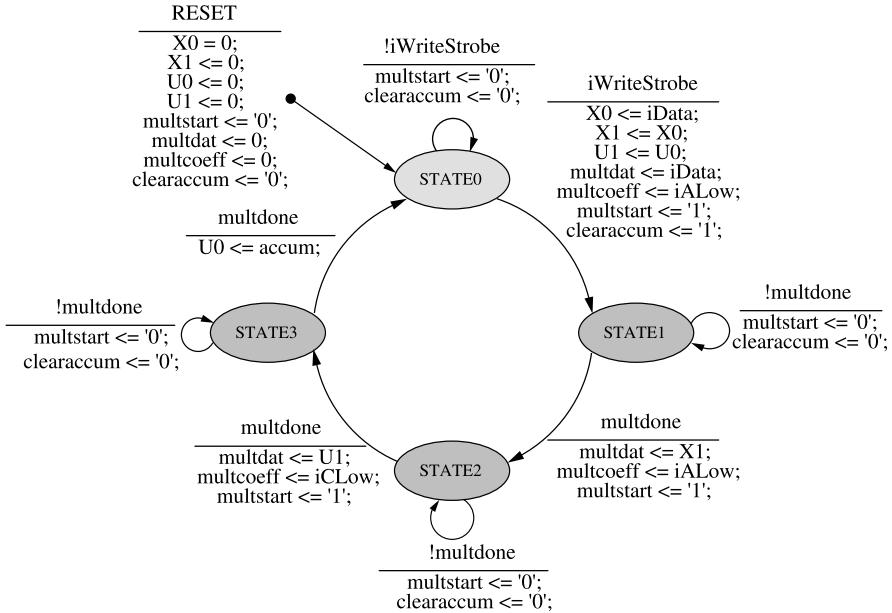 RESET
X0 = 0;
X1 <= 0;
U0 <= 0;
U1 <= 0;
multstart <= '0';
multdat <= 0;
multcoeff <= 0;
clearaccum <= '0';
!iWriteStrobe
multstart <= '0';
clearaccum <= '0';
iWriteStrobe
X0 <= iData;
X1 <= X0;
U1 <= U0;
multdat <= iData;
multcoeff <= iALow;
multstart <= '1';
clearaccum <= '1';
STATE0
multdone
U0 <= accum;
!multdone
multstart <= '0';
clearaccum <= '0';
STATE3
STATE1
!multdone
multstart <= '0';
clearaccum <= '0';
multdone
multdat <= U1;
multcoeff <= iCLow;
multstart <= '1';
STATE2
multdone
multdat <= X1;
multcoeff <= iALow;
multstart <= '1';
!multdone
multstart <= '0';
clearaccum <= '0';